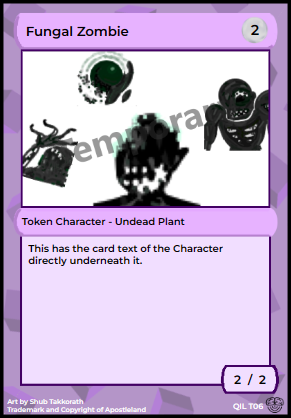 Fungal Zombie
2
emporar
Token Character - Undead Plant
This has the card text of the Character
directly underneath it.
2 / 2
Art by Shub Takkorath
Trademark and Copyright of Apostleland
QIL T06